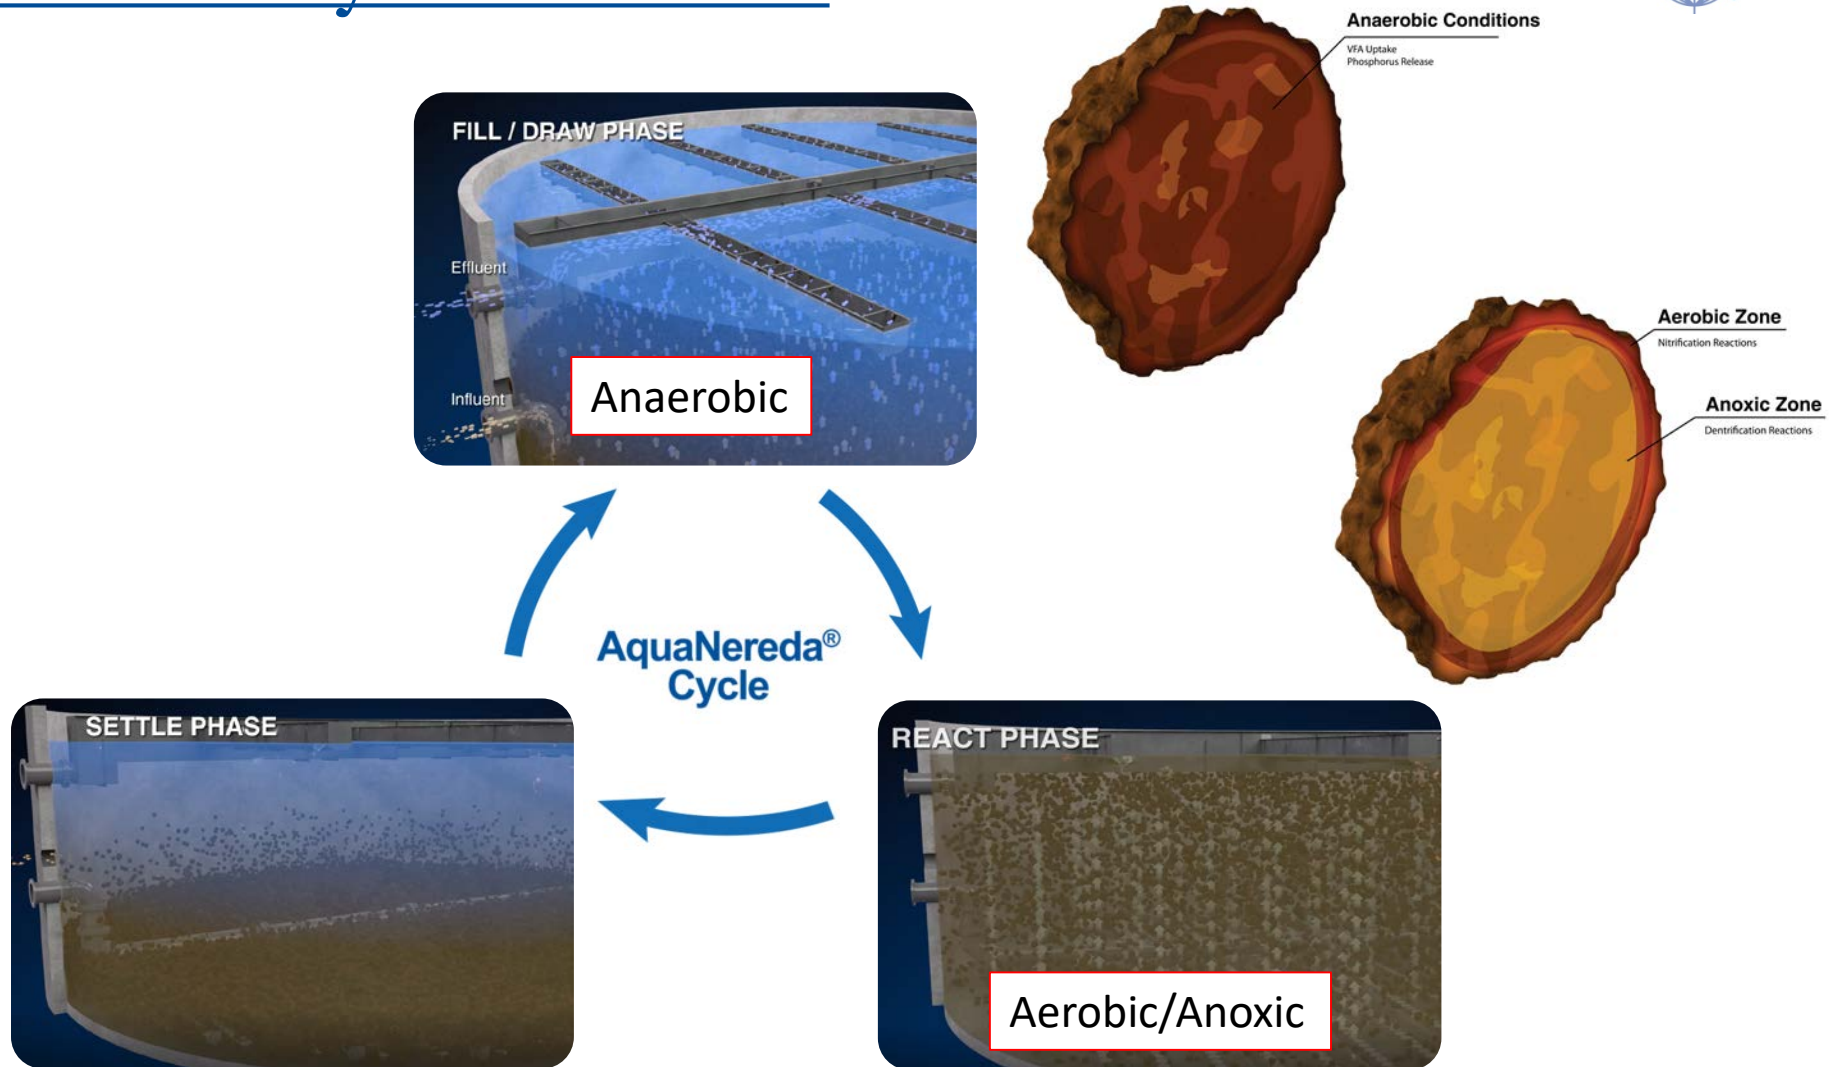 Anaerobic Conditions
VFA Uptake
Phosphorus Release
FILL / DRAW PHASE
Effluent
Influent
Anaerobic
Aerobic Zone
Nitrification Reactions
Anoxic Zone
Dentrification Reactions
AquaNereda®
Cycle
SETTLE PHASE
REACT PHASE
Aerobic/Anoxic